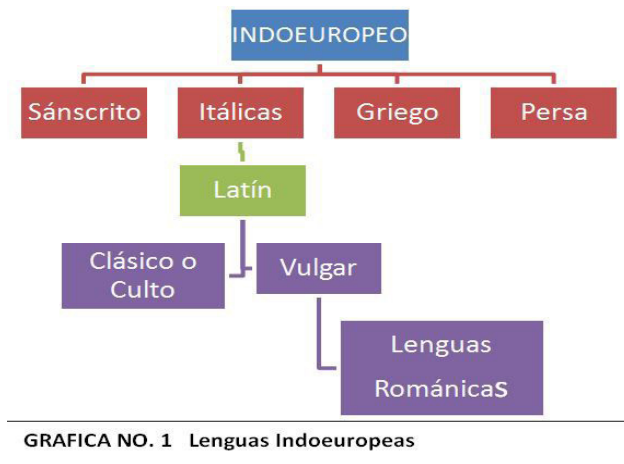 INDOEUROPEO
Sánscrito
Itálicas
Griego
Persa
Latín
Clásico o
Culto
Vulgar
Lenguas
Románicas
GRAFICA NO. 1 Lenguas Indoeuropeas